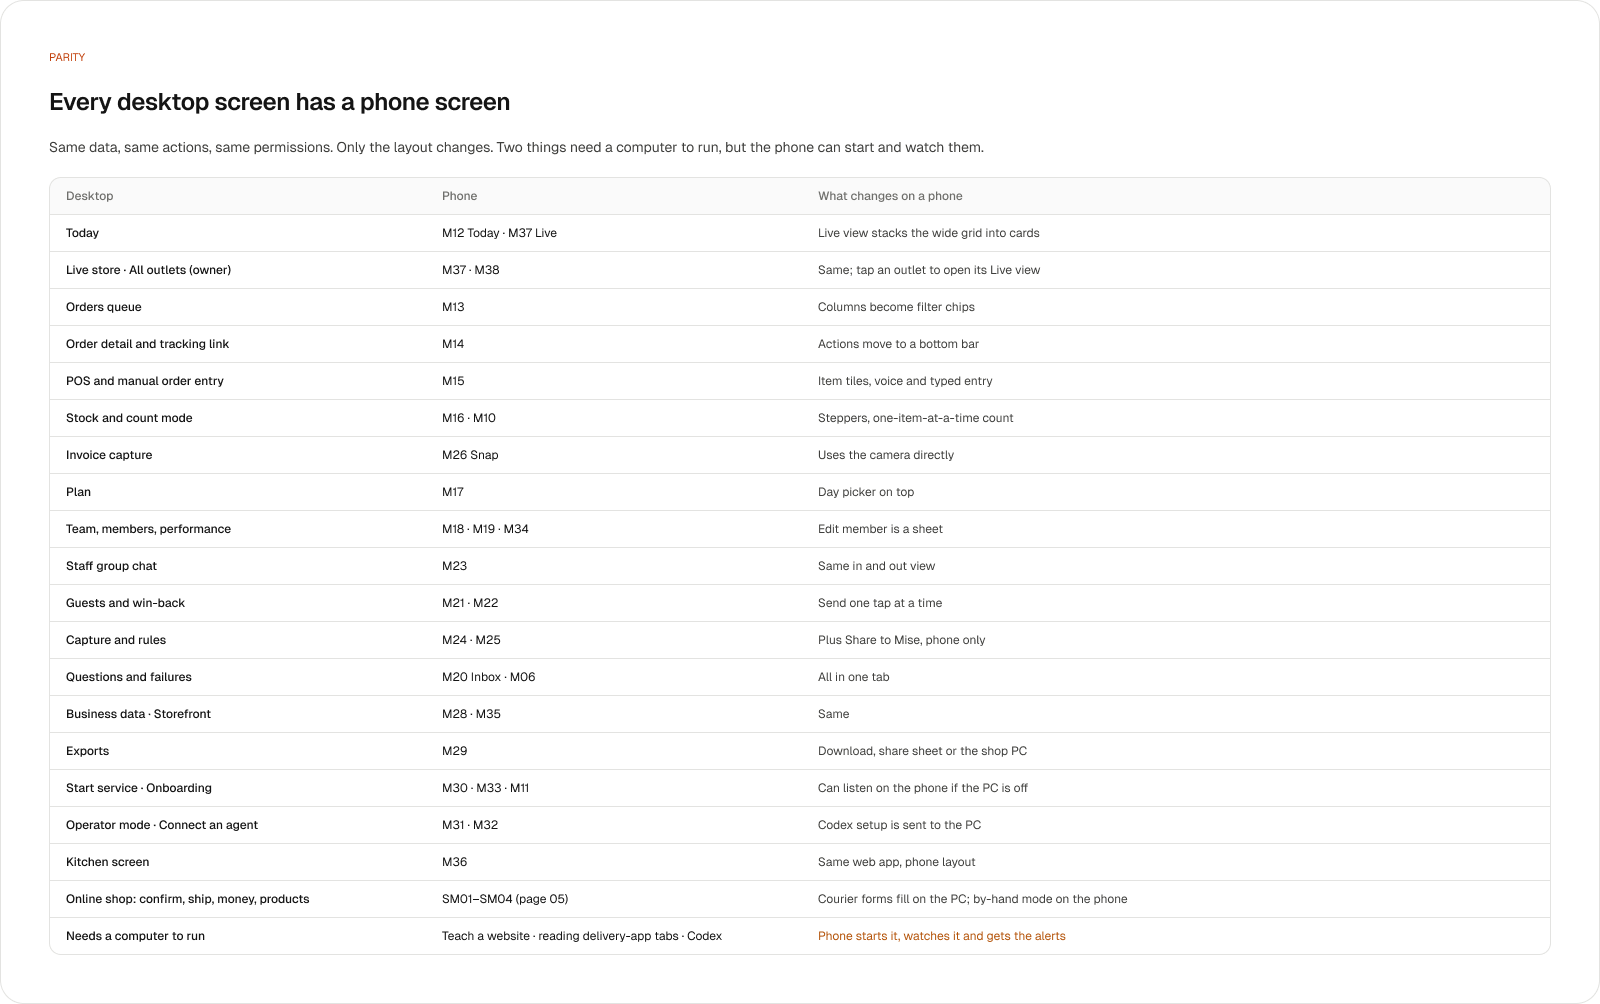 PARITY
Every desktop screen has a phone screen
Same data, same actions, same permissions. Only the layout changes. Two things need a computer to run, but the phone can start and watch them.
Desktop Phone What changes on a phone
Today M12 Today · M37 Live Live view stacks the wide grid into cards
Live store · All outlets (owner) M37 · M38 Same; tap an outlet to open its Live view
Orders queue M13 Columns become filter chips
Order detail and tracking link M14 Actions move to a bottom bar
POS and manual order entry M15 Item tiles, voice and typed entry
Stock and count mode M16 · M10 Steppers, one-item-at-a-time count
Invoice capture M26 Snap Uses the camera directly
Plan M17 Day picker on top
Team, members, performance M18 · M19 · M34 Edit member is a sheet
Staff group chat M23 Same in and out view
Guests and win-back M21 · M22 Send one tap at a time
Capture and rules M24 · M25 Plus Share to Mise, phone only
Questions and failures M20 Inbox · M06 All in one tab
Business data · Storefront M28 · M35 Same
Exports M29 Download, share sheet or the shop PC
Start service · Onboarding M30 · M33 · M11 Can listen on the phone if the PC is off
Operator mode · Connect an agent M31 · M32 Codex setup is sent to the PC
Kitchen screen M36 Same web app, phone layout
Online shop: confirm, ship, money, products SM01–SM04 (page 05) Courier forms fill on the PC; by-hand mode on the phone
Needs a computer to run Teach a website · reading delivery-app tabs · Codex Phone starts it, watches it and gets the alerts